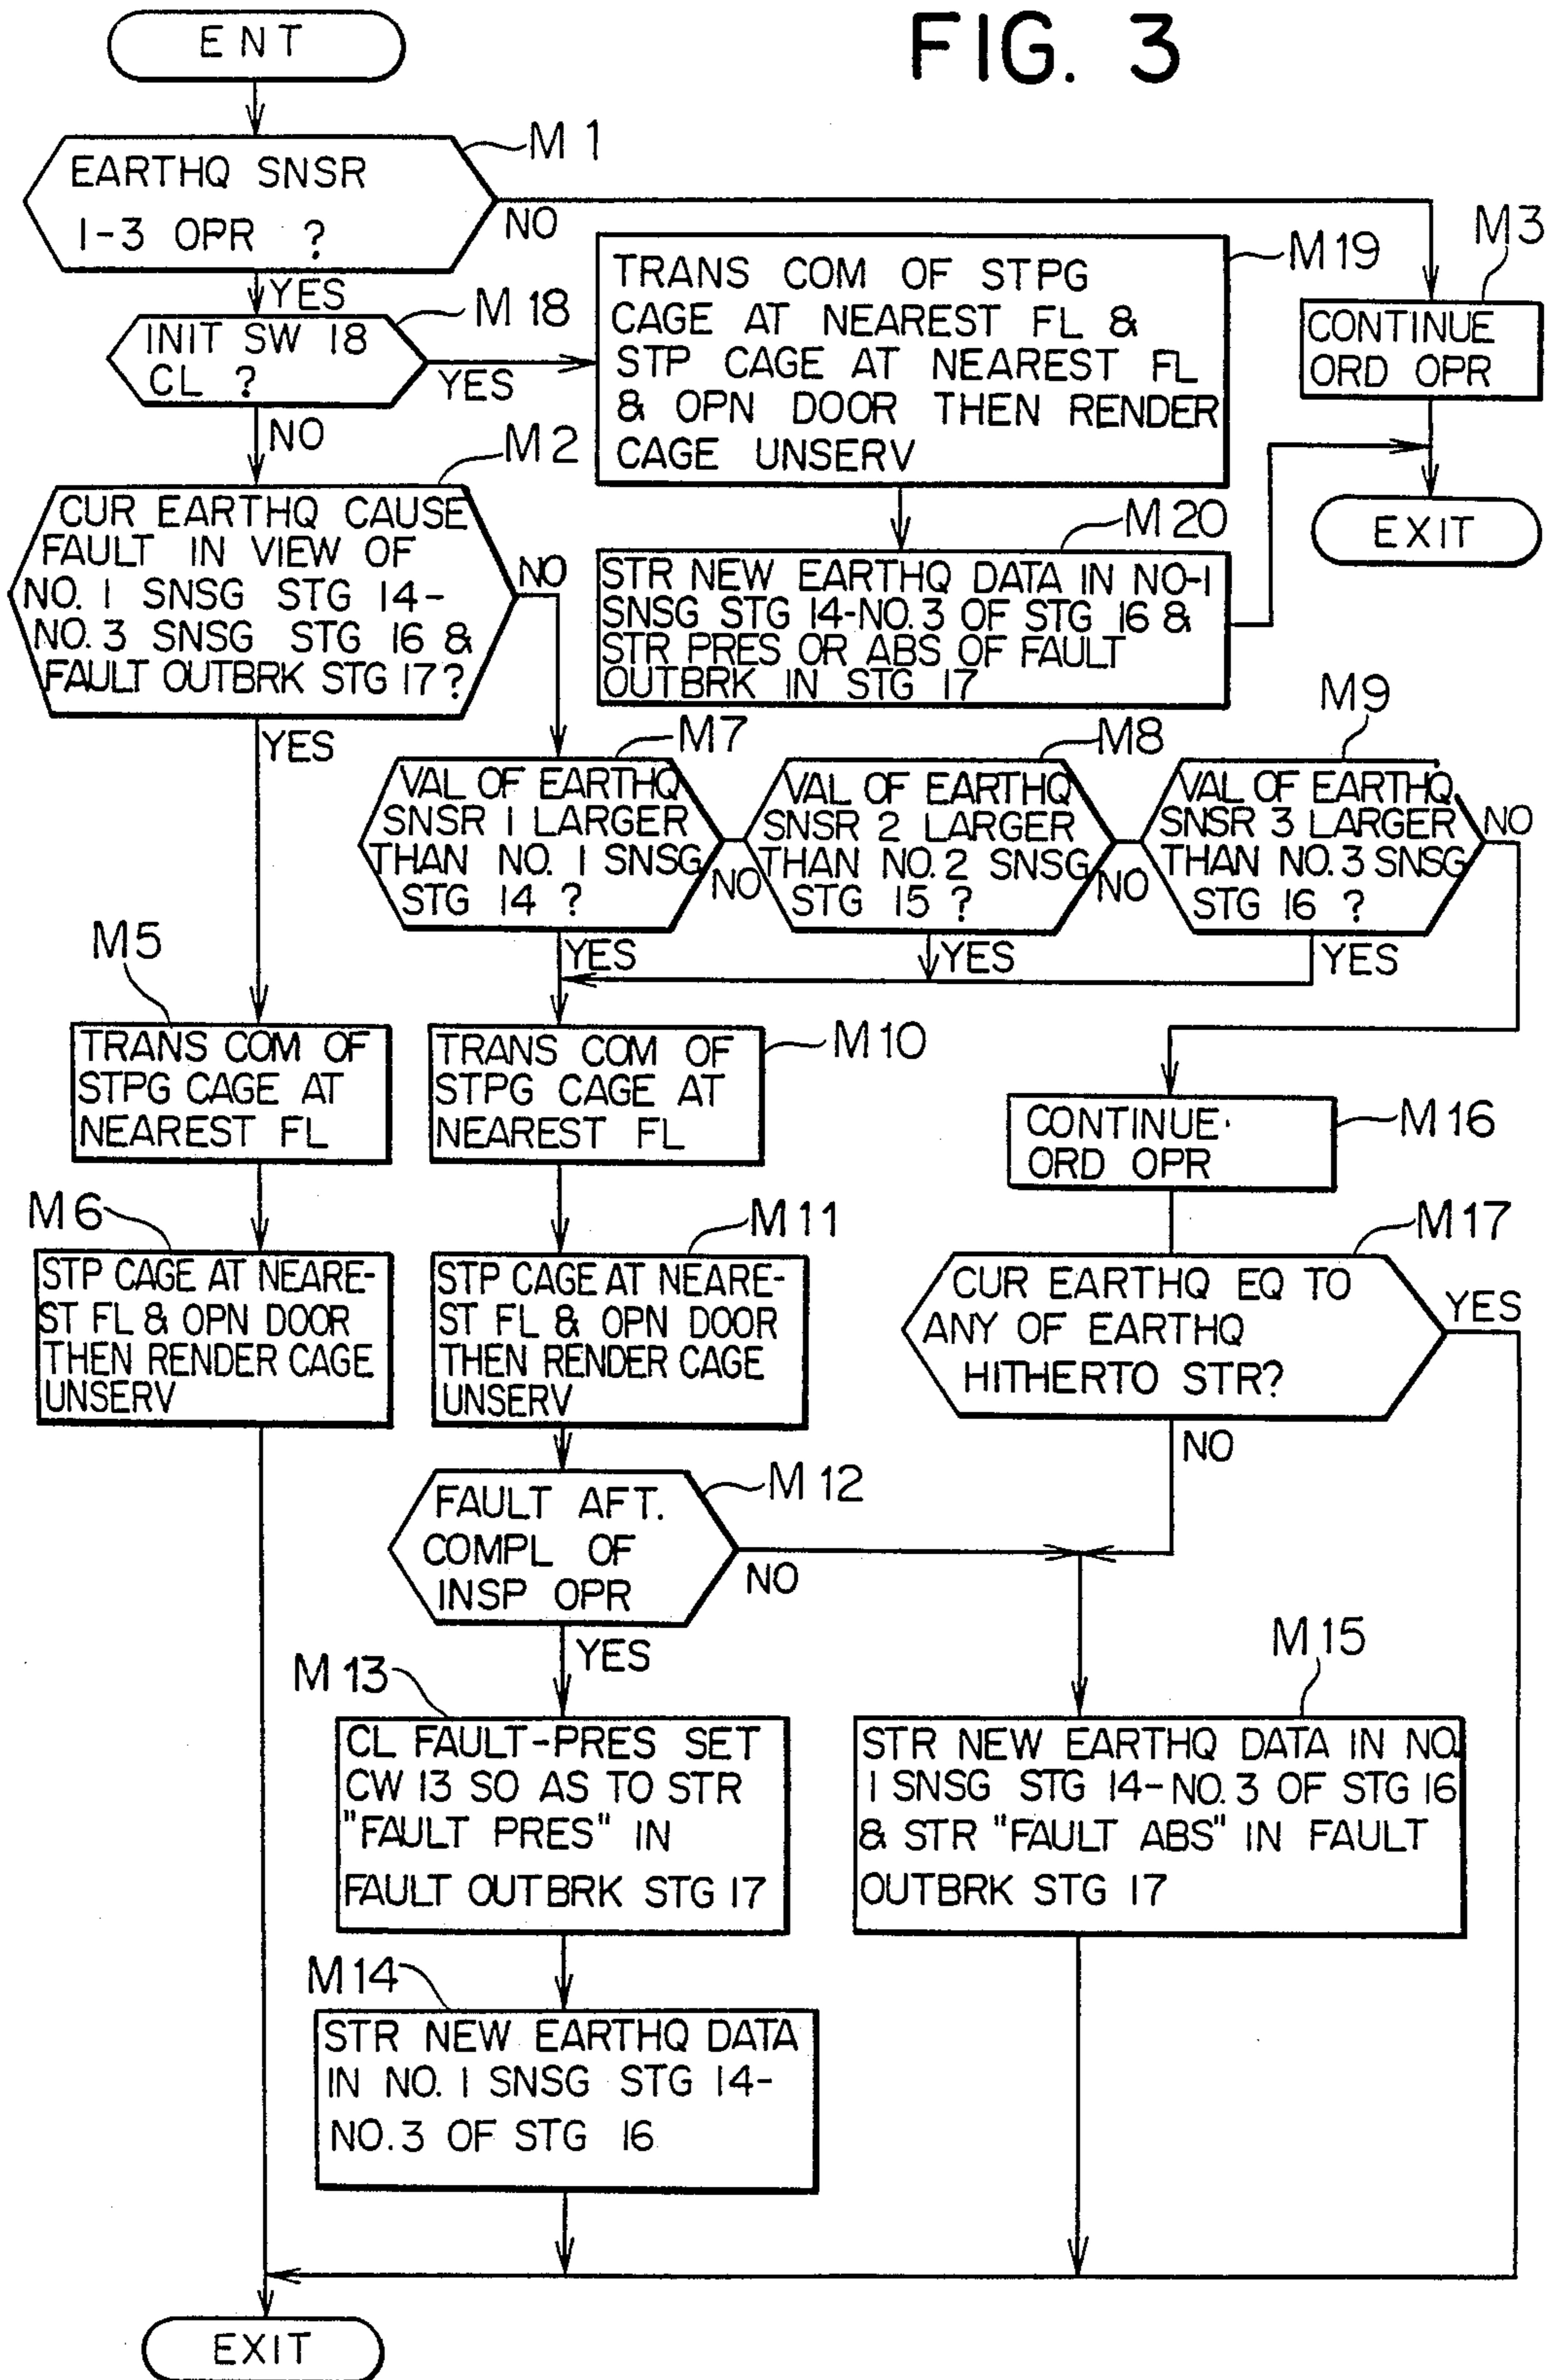 FIG. 3
ENT
M1
EARTHQ SNSR
1-3 OPR ?
NO
YES
M3
CONTINUE
ORD OPR
EXIT
M18
INIT SW 18
CL ?
YES
NO
M19
TRANS COM OF STPG
CAGE AT NEAREST FL &
STP CAGE AT NEAREST FL
& OPN DOOR THEN RENDER
CAGE UNSERV
M20
STR NEW EARTHQ DATA IN NO-1
SNSG STG 14-NO.3 OF STG 16 &
STR PRES OR ABS OF FAULT
OUTBRK IN STG 17
M2
CUR EARTHQ CAUSE
FAULT IN VIEW OF
NO. 1 SNSG STG 14-
NO.3 SNSG STG 16 &
FAULT OUTBRK STG 17?
NO
YES
M7
VAL OF EARTHQ
SNSR 1 LARGER
THAN NO. 1 SNSG
STG 14 ?
NO
YES
M8
VAL OF EARTHQ
SNSR 2 LARGER
THAN NO.2 SNSG
STG 15 ?
NO
YES
M9
VAL OF EARTHQ
SNSR 3 LARGER
THAN NO.3 SNSG
STG 16 ?
NO
YES
M5
TRANS COM OF
STPG CAGE AT
NEAREST FL
M10
TRANS COM OF
STPG CAGE AT
NEAREST FL
M16
CONTINUE
ORD OPR
M6
STP CAGE AT NEARE-
ST FL & OPN DOOR
THEN RENDER CAGE
UNSERV
M11
STP CAGE AT NEARE-
ST FL & OPN DOOR
THEN RENDER CAGE
UNSERV
M17
CUR EARTHQ EQ TO
ANY OF EARTHQ
HITHERTO STR?
YES
NO
M12
FAULT AFT.
COMPL OF
INSP OPR
NO
YES
M13
CL FAULT-PRES SET
CW 13 SO AS TO STR
"FAULT PRES" IN
FAULT OUTBRK STG 17
M15
STR NEW EARTHQ DATA IN NO.
1 SNSG STG 14-NO.3 OF STG 16
& STR "FAULT ABS" IN FAULT
OUTBRK STG 17
M14
STR NEW EARTHQ DATA
IN NO. 1 SNSG STG 14-
NO.3 OF STG 16
EXIT